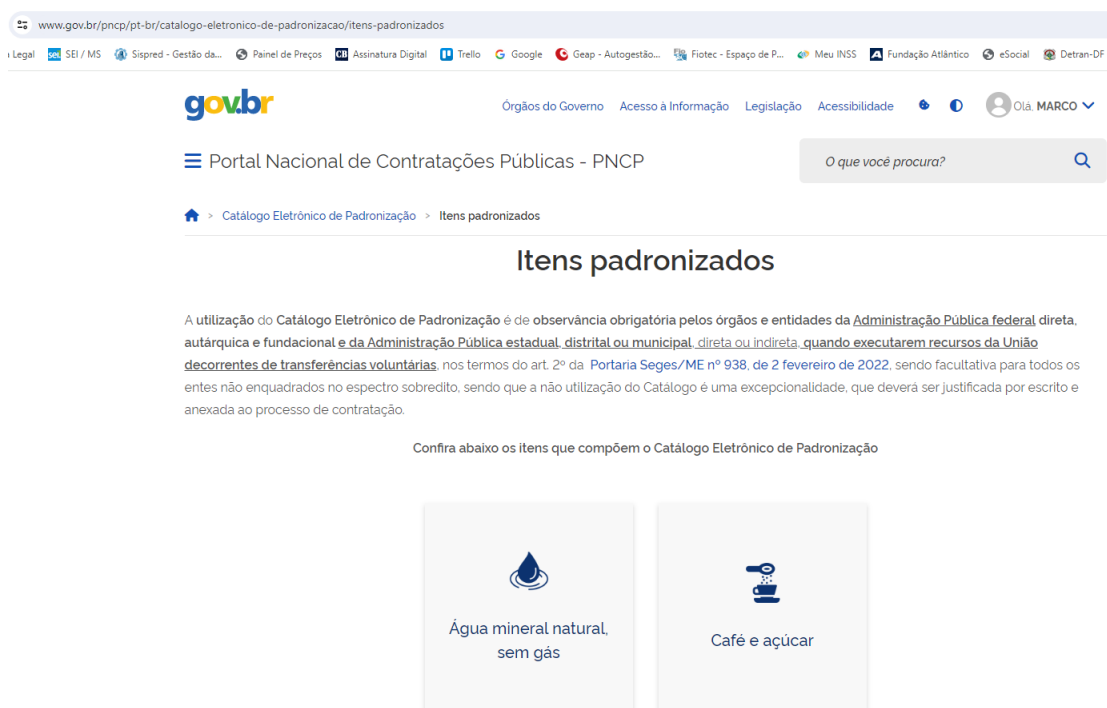 www.gov.br/pncp/pt-br/catalogo-eletronico-de-padronizacao/itens-padronizados
Legal sei. SEI / MS Sispred - Gestão da... Painel de Preços CB Assinatura Digital Trello G Google Geap - Autogestão... Fiotec - Espaço de P... Meu INSS Fundação Atlântico eSocial Detran-DF
gov.br Órgãos do Governo Acesso à Informação Legislação Acessibilidade Olá, MARCO
Portal Nacional de Contratações Públicas - PNCP O que você procura?
> Catálogo Eletrônico de Padronização > Itens padronizados
Itens padronizados
A utilização do Catálogo Eletrônico de Padronização é de observância obrigatória pelos órgãos e entidades da Administração Pública federal direta,
autárquica e fundacional e da Administração Pública estadual, distrital ou municipal, direta ou indireta, quando executarem recursos da União
decorrentes de transferências voluntárias, nos termos do art. 2º da Portaria Seges/ME nº 938, de 2 fevereiro de 2022, sendo facultativa para todos os
entes não enquadrados no espectro sobredito, sendo que a não utilização do Catálogo é uma excepcionalidade, que deverá ser justificada por escrito e
anexada ao processo de contratação.
Confira abaixo os itens que compõem o Catálogo Eletrônico de Padronização
Água mineral natural,
sem gás
Café e açúcar